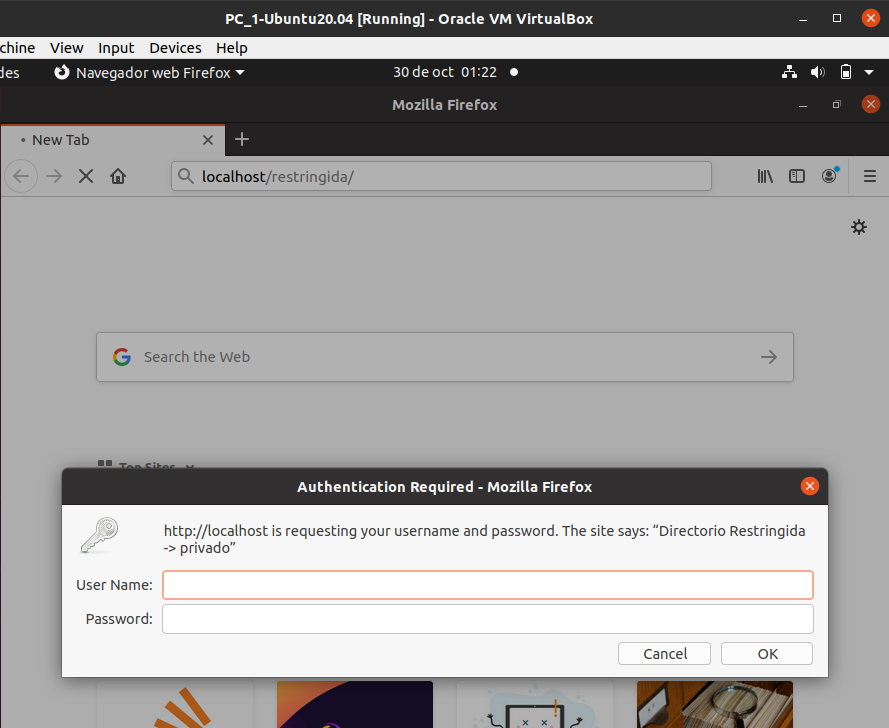 PC_1-Ubuntu20.04 [Running] - Oracle VM VirtualBox
chine View Input Devices Help
des Navegador web Firefox 30 de oct 01:22
Mozilla Firefox
• New Tab
localhost/restringida/
Search the Web
Top Sites
Authentication Required - Mozilla Firefox
http://localhost is requesting your username and password. The site says: “Directorio Restringida
-> privado”
User Name:
Password:
Cancel OK